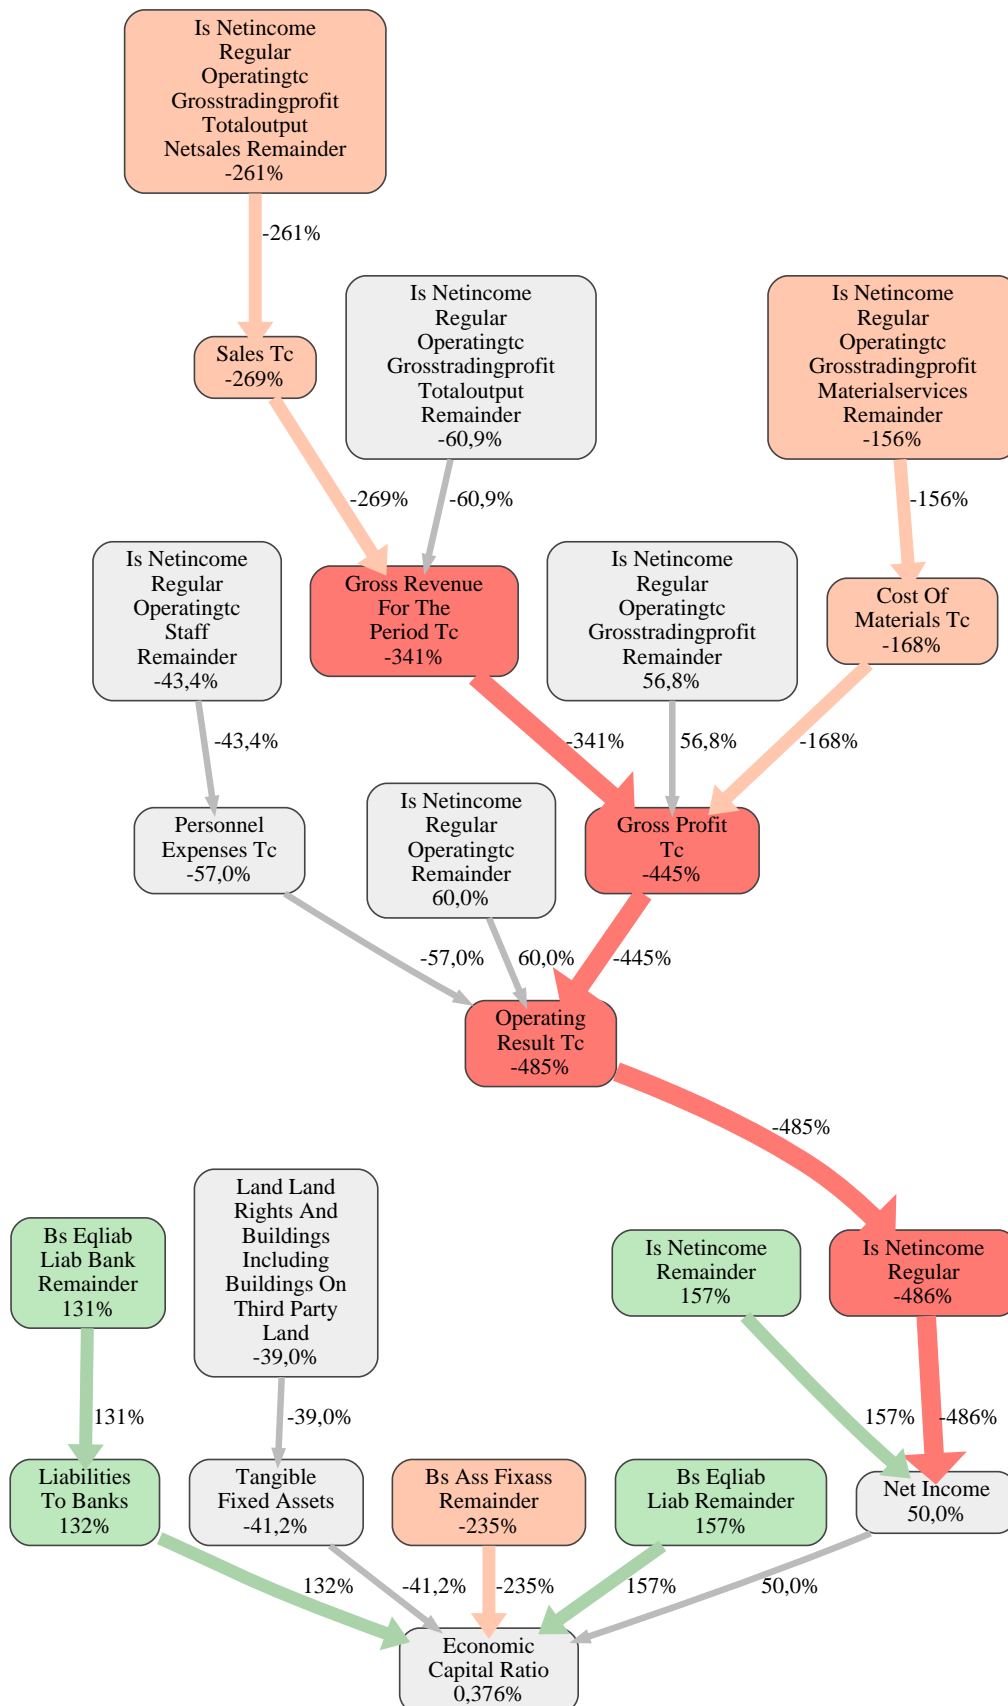 Is Netincome
Regular
Operatingtc
Grosstradingprofit
Totaloutput
Netsales Remainder
-261%
-261%
Sales Tc
-269%
Is Netincome
Regular
Operatingtc
Grosstradingprofit
Totaloutput
Remainder
-60,9%
Is Netincome
Regular
Operatingtc
Grosstradingprofit
Materialservices
Remainder
-156%
-269%
-60,9%
-156%
Is Netincome
Regular
Operatingtc
Staff
Remainder
-43,4%
Gross Revenue
For The
Period Tc
-341%
Is Netincome
Regular
Operatingtc
Grosstradingprofit
Remainder
56,8%
Cost Of
Materials Tc
-168%
-43,4%
-341%
56,8%
-168%
Personnel
Expenses Tc
-57,0%
Is Netincome
Regular
Operatingtc
Remainder
60,0%
Gross Profit
Tc
-445%
-57,0%
60,0%
-445%
Operating
Result Tc
-485%
-485%
Bs Eqliab
Liab Bank
Remainder
131%
Land Land
Rights And
Buildings
Including
Buildings On
Third Party
Land
-39,0%
Is Netincome
Remainder
157%
Is Netincome
Regular
-486%
131%
-39,0%
157%
-486%
Liabilities
To Banks
132%
Tangible
Fixed Assets
-41,2%
Bs Ass Fixass
Remainder
-235%
Bs Eqliab
Liab Remainder
157%
Net Income
50,0%
132%
-41,2%
-235%
157%
50,0%
Economic
Capital Ratio
0,376%